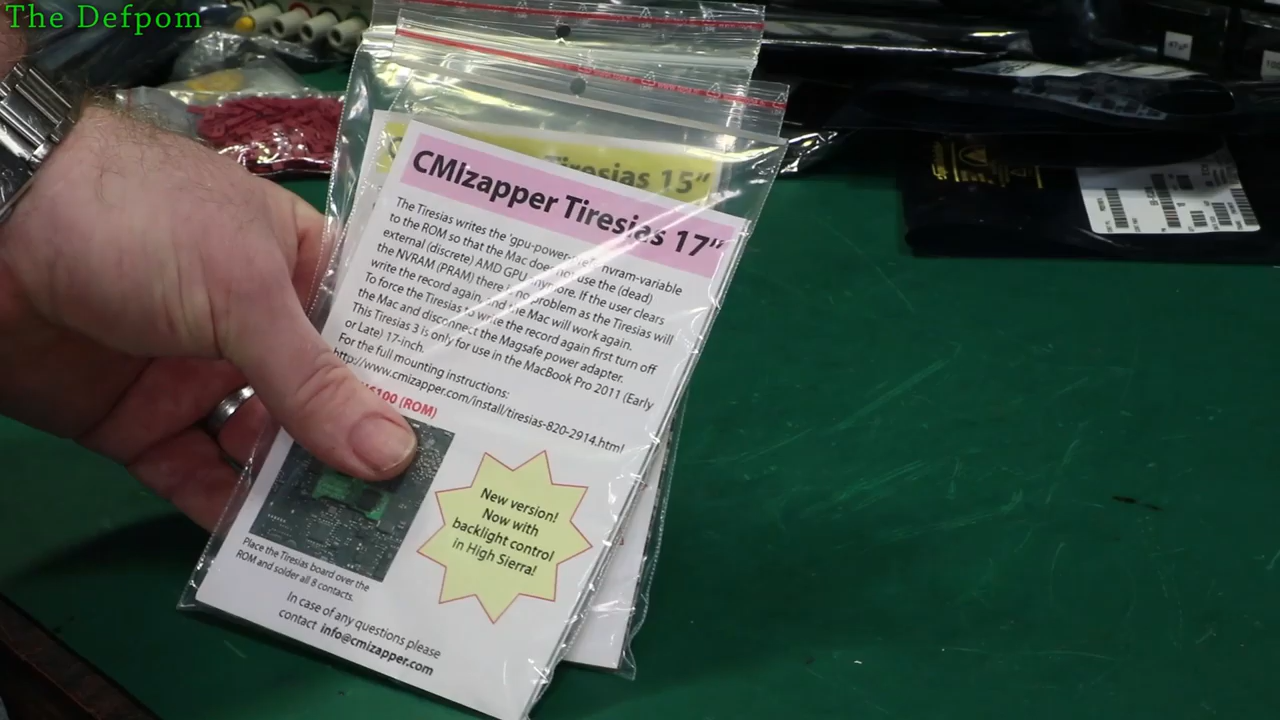 The Defpom
Tiresias 15"
CMIzapper Tiresias 17"
The Tiresias writes the 'gpu-power- nvram-variable
to the ROM so that the Mac does not use the (dead)
external (discrete) AMD GPU anymore. If the user clears
the NVRAM (PRAM) there is no problem as the Tiresias will
write the record again, and the Mac will work again.
To force the Tiresias to write the record again first turn off
the Mac and disconnect the Magsafe power adapter.
This Tiresias 3 is only for use in the MacBook Pro 2011 (Early
or Late) 17-inch.
For the full mounting instructions:
http://www.cmizapper.com/install/tiresias-820-2914.html
6100 (ROM)
New version!
Now with
backlight control
in High Sierra!
Place the Tiresias board over the
ROM and solder all 8 contacts.
In case of any questions please
contact info@cmizapper.com